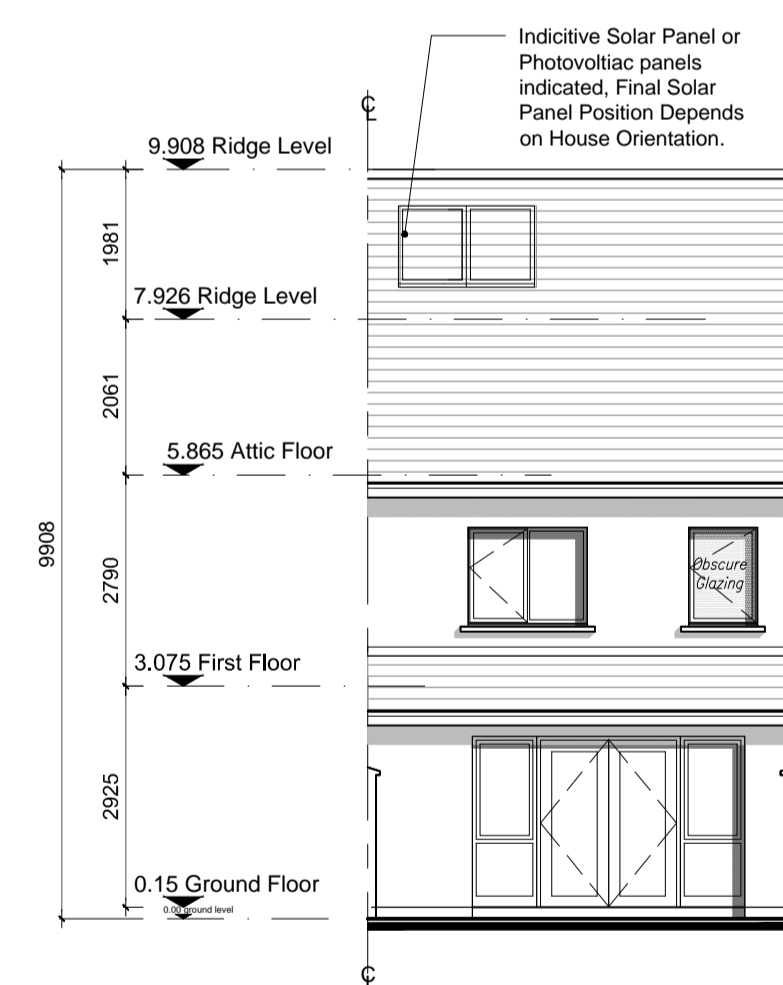 Indicitive Solar Panel or
Photovoltiac panels
indicated, Final Solar
Panel Position Depends
on House Orientation.
℄
9.908 Ridge Level
1981
7.926 Ridge Level
2061
5.865 Attic Floor
9908
2790
Obscure
Glazing
3.075 First Floor
2925
0.15 Ground Floor
0.00 ground level
℄